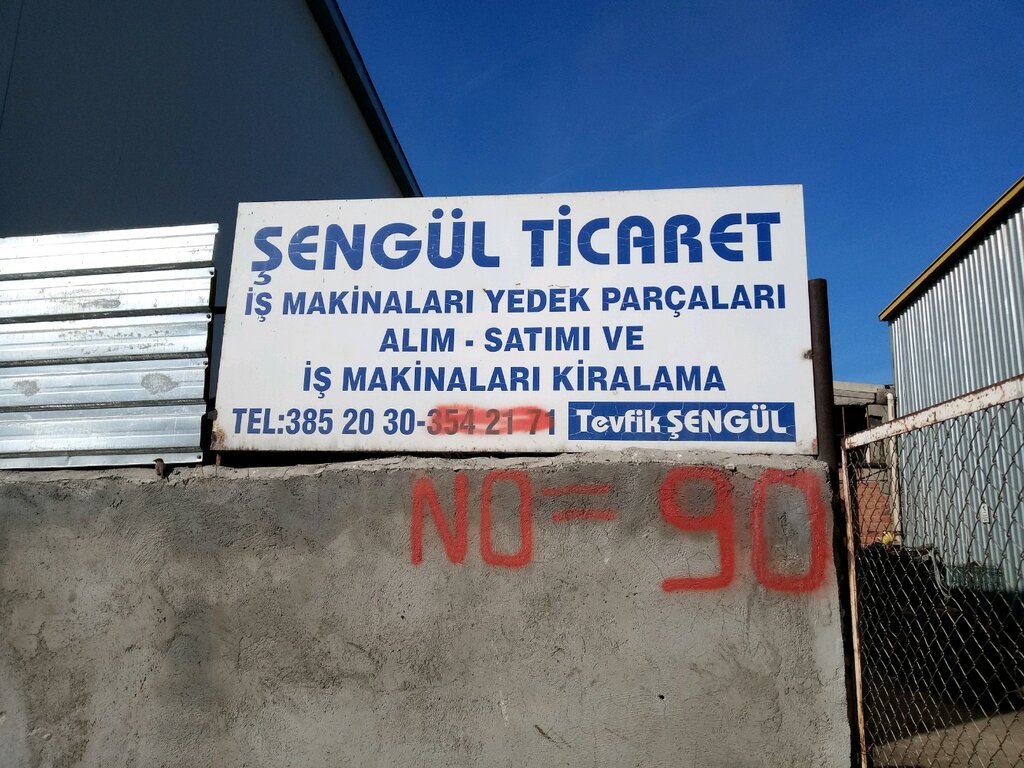 ŞENGÜL TİCARET
İŞ MAKİNALARI YEDEK PARÇALARI
ALIM - SATIMI VE
İŞ MAKİNALARI KİRALAMA
TEL:385 20 30-354 21 71 Tevfik ŞENGÜL
NO=90